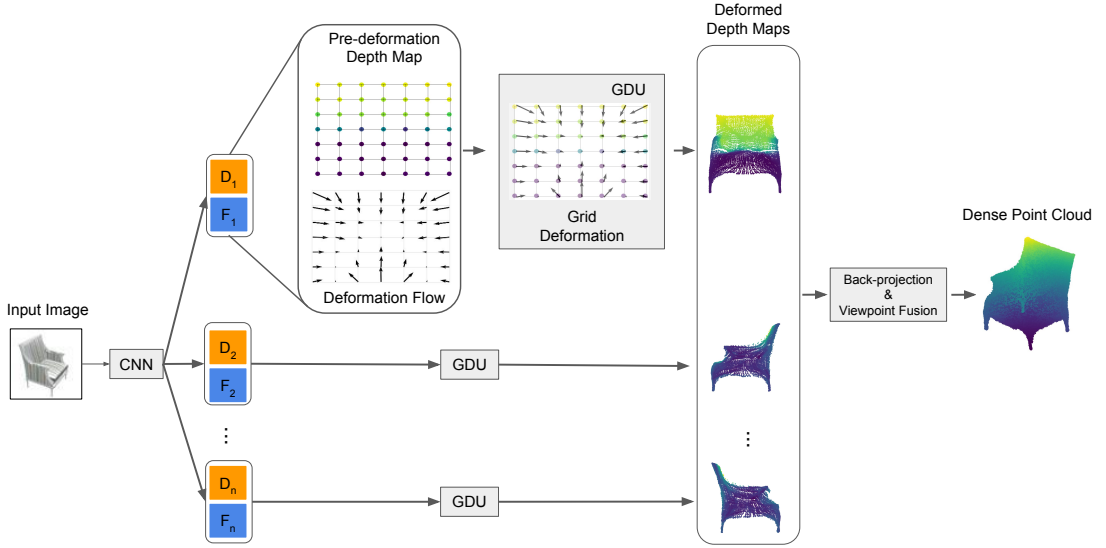 Deformed
Depth Maps
Pre-deformation
Depth Map
GDU
D1
F1
Grid
Deformation
Deformation Flow
Dense Point Cloud
Back-projection
&
Viewpoint Fusion
Input Image
CNN
D2
F2
GDU
⋮
⋮
Dn
Fn
GDU